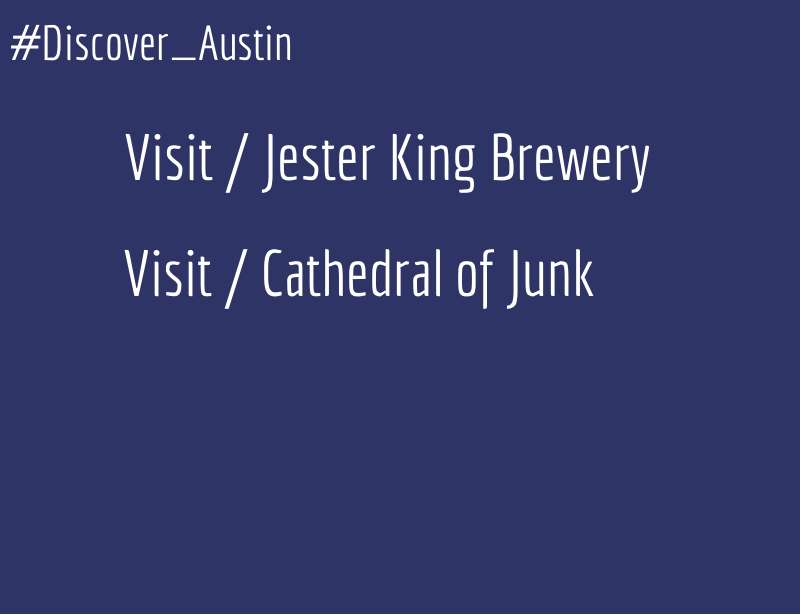 #Discover_Austin
Visit / Jester King Brewery
Visit / Cathedral of Junk